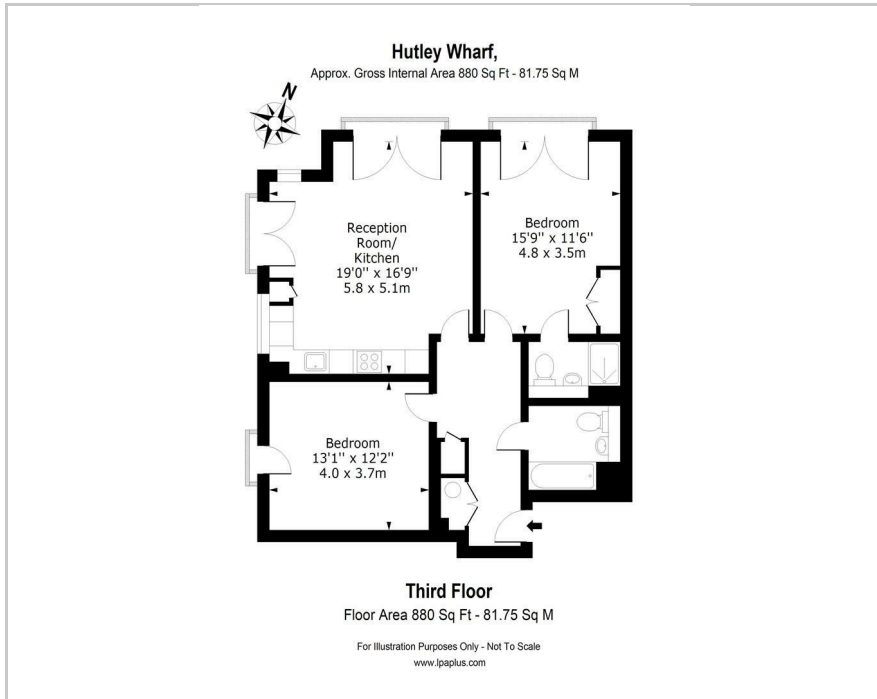 Hutley Wharf,
Approx. Gross Internal Area 880 Sq Ft - 81.75 Sq M
N
Reception
Room/
Kitchen
19'0'' x 16'9''
5.8 x 5.1m
Bedroom
15'9'' x 11'6''
4.8 x 3.5m
Bedroom
13'1'' x 12'2''
4.0 x 3.7m
Third Floor
Floor Area 880 Sq Ft - 81.75 Sq M
For Illustration Purposes Only - Not To Scale
www.lpaplus.com